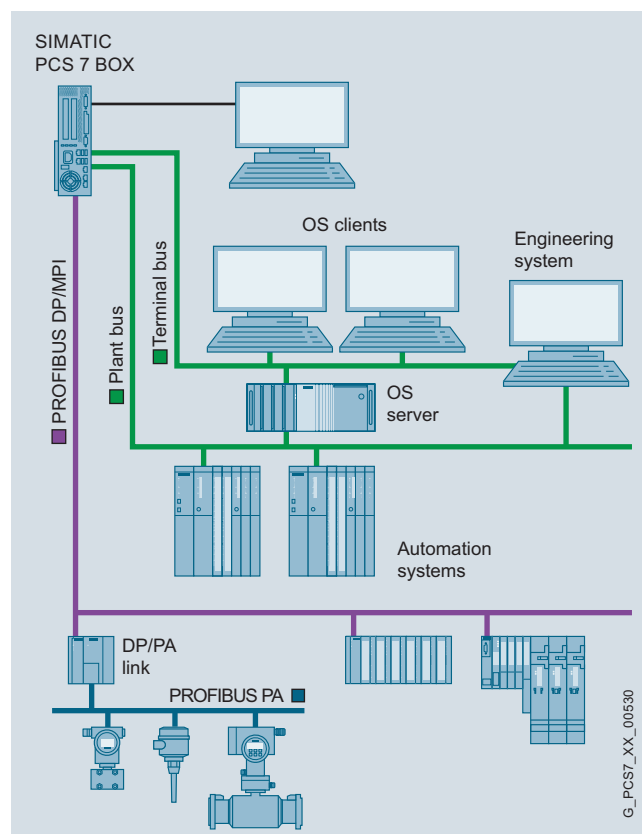 SIMATIC
PCS 7 BOX
OS clients
Engineering
system
Terminal bus
Plant bus
PROFIBUS DP/MPI
OS
server
Automation
systems
DP/PA
link
PROFIBUS PA
G_PCS7_XX_00530